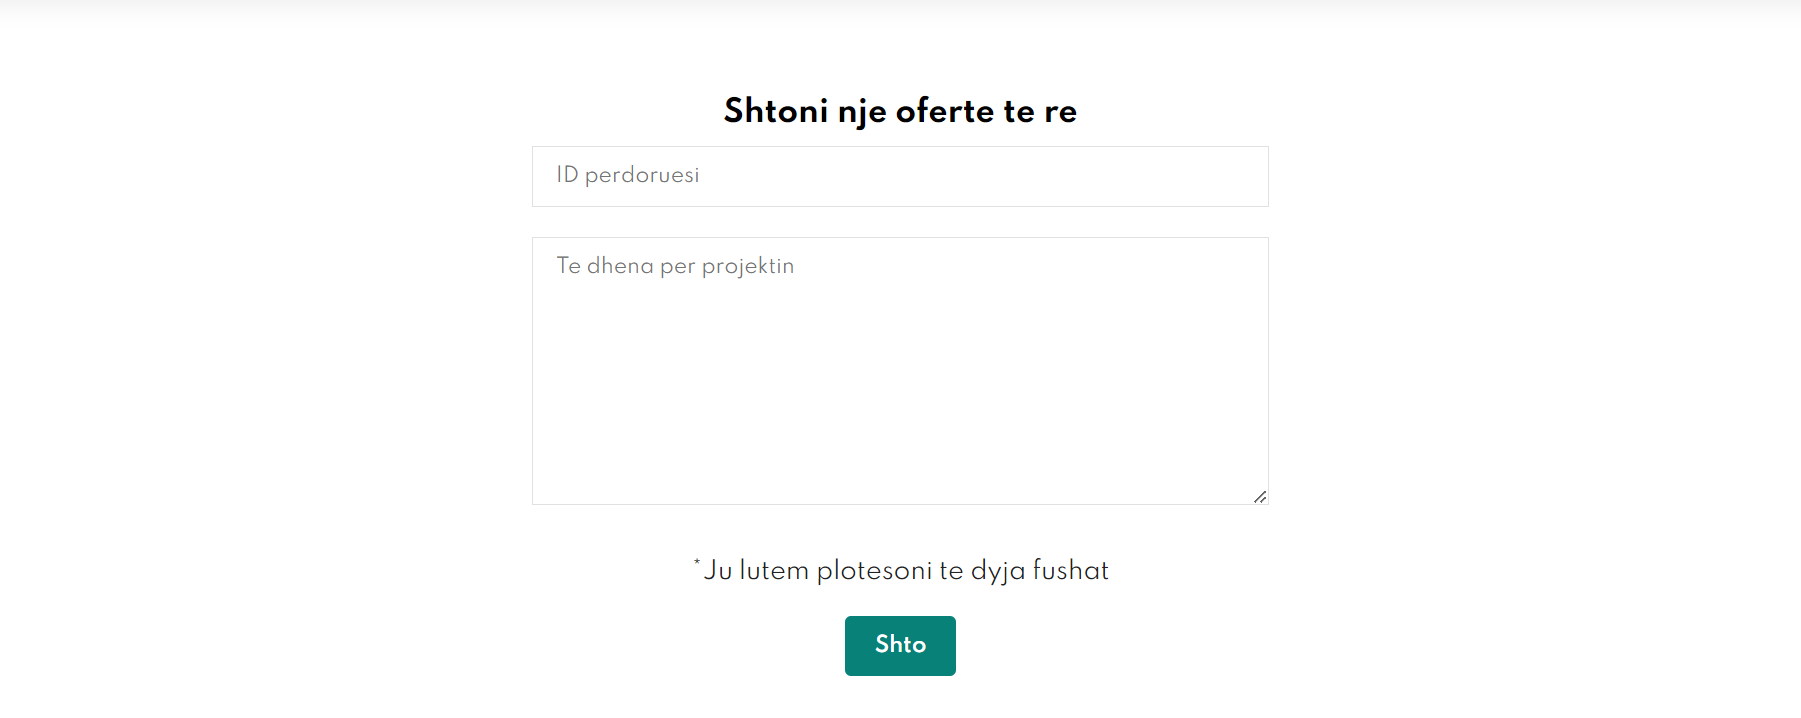 Shtoni nje oferte te re
ID perdoruesi
Te dhena per projektin
*Ju lutem plotesoni te dyja fushat
Shto